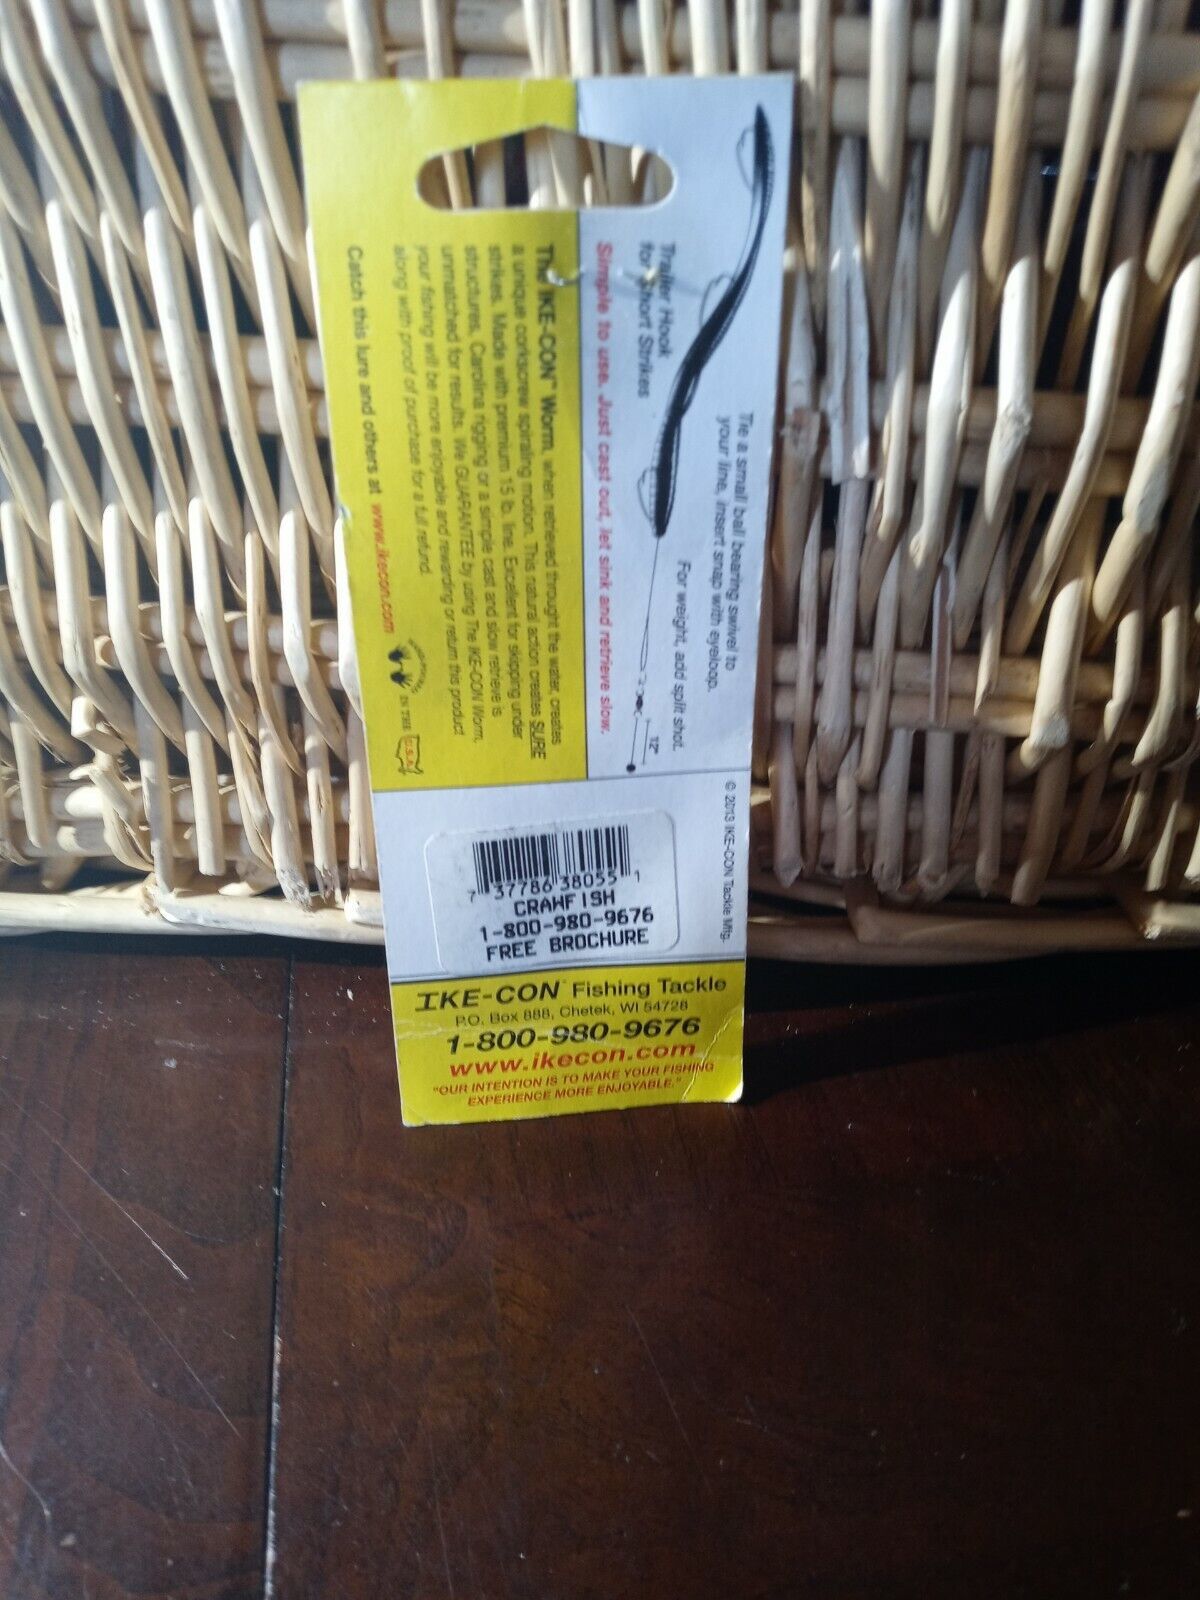 Tie a small ball bearing swivel to
your line, insert snap with eyeloop.
For weight, add split shot.
12"
Trailer Hook
for Short Strikes
Simple to use. Just cast out, let sink and retrieve slow.
The IKE-CON™ Worm, when retrieved throught the water, creates
a unique corkscrew spiraling motion. This natural action creates SURE
strikes. Made with premium 15 lb. line. Excellent for skipping under
structures, Carolina rigging or a simple cast and slow retrieve is
unmatched for results. We GUARANTEE by using The IKE-CON Worm,
your fishing will be more enjoyable and rewarding or return this product
along with proof of purchase for a full refund.
Catch this lure and others at www.ikecon.com
IN THE
U.S.A.
© 2013 IKE-CON Tackle Mfg.
7 37786 38055 1
CRAWFISH
1-800-980-9676
FREE BROCHURE
IKE-CON™ Fishing Tackle
P.O. Box 888, Chetek, WI 54728
1-800-980-9676
www.ikecon.com
"OUR INTENTION IS TO MAKE YOUR FISHING
EXPERIENCE MORE ENJOYABLE."